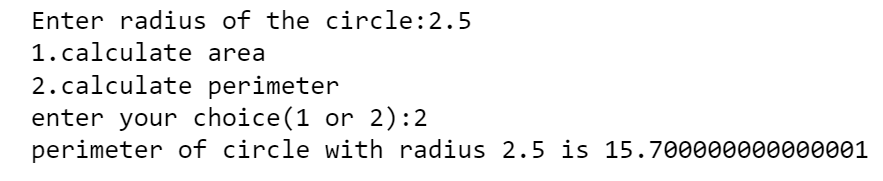 Enter radius of the circle:2.5
1.calculate area
2.calculate perimeter
enter your choice(1 or 2):2
perimeter of circle with radius 2.5 is 15.700000000000001